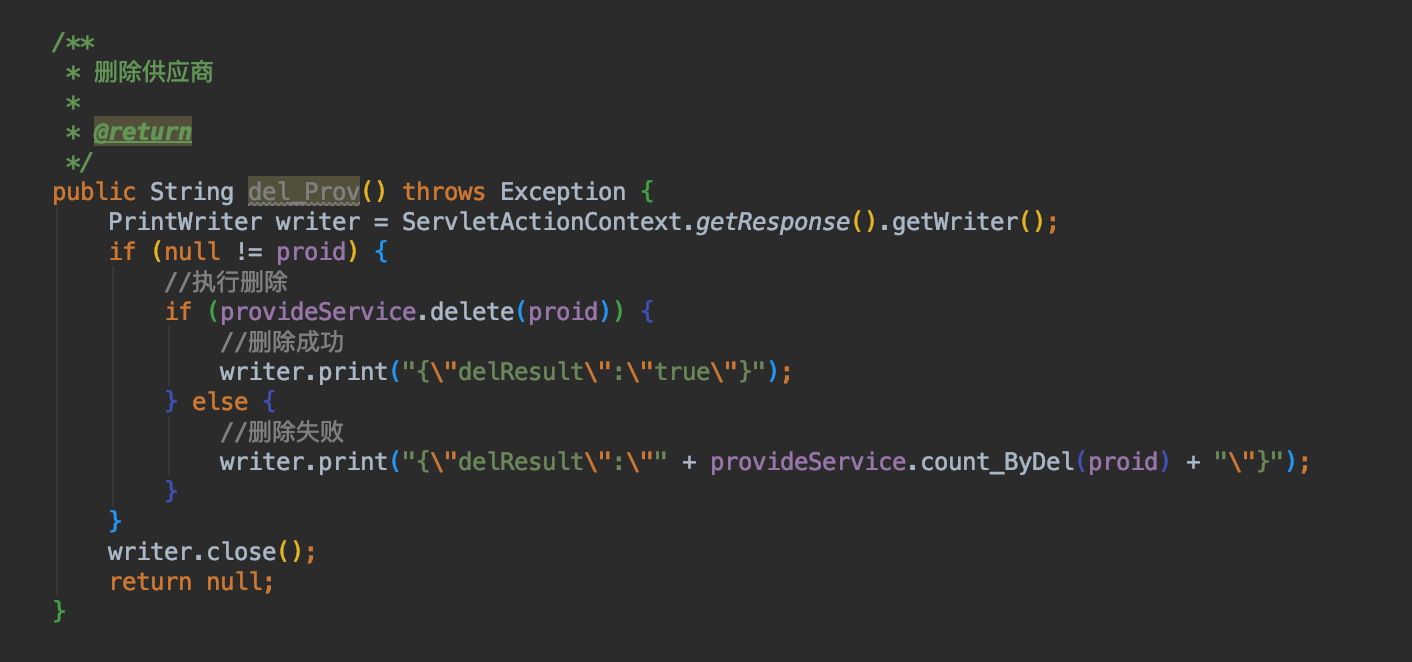 /**
 * 删除供应商
 *
 * @return
 */
public String del_Prov() throws Exception {
    PrintWriter writer = ServletActionContext.getResponse().getWriter();
    if (null != proid) {
        //执行删除
        if (provideService.delete(proid)) {
            //删除成功
            writer.print("{\"delResult\":\"true\"}");
        } else {
            //删除失败
            writer.print("{\"delResult\":\"" + provideService.count_ByDel(proid) + "\"}");
        }
    }
    writer.close();
    return null;
}